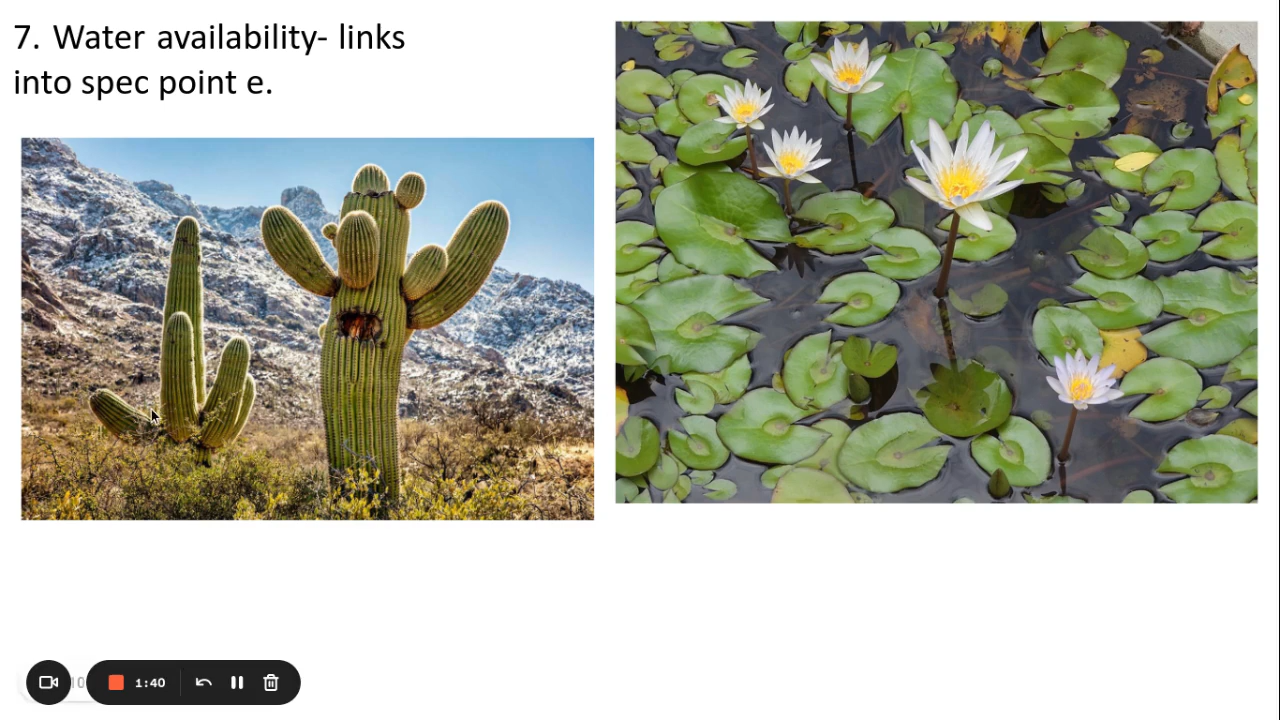 7. Water availability- links
into spec point e.
1:40